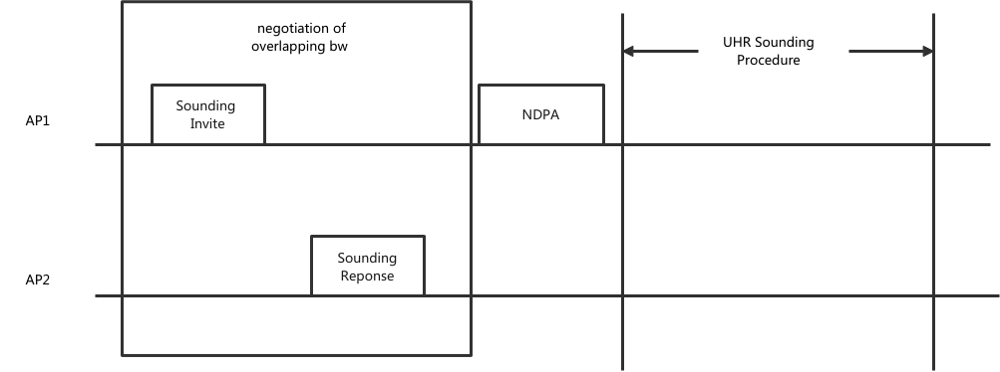 negotiation of
overlapping bw
UHR Sounding
Procedure
AP1
Sounding
Invite
NDPA
AP2
Sounding
Reponse